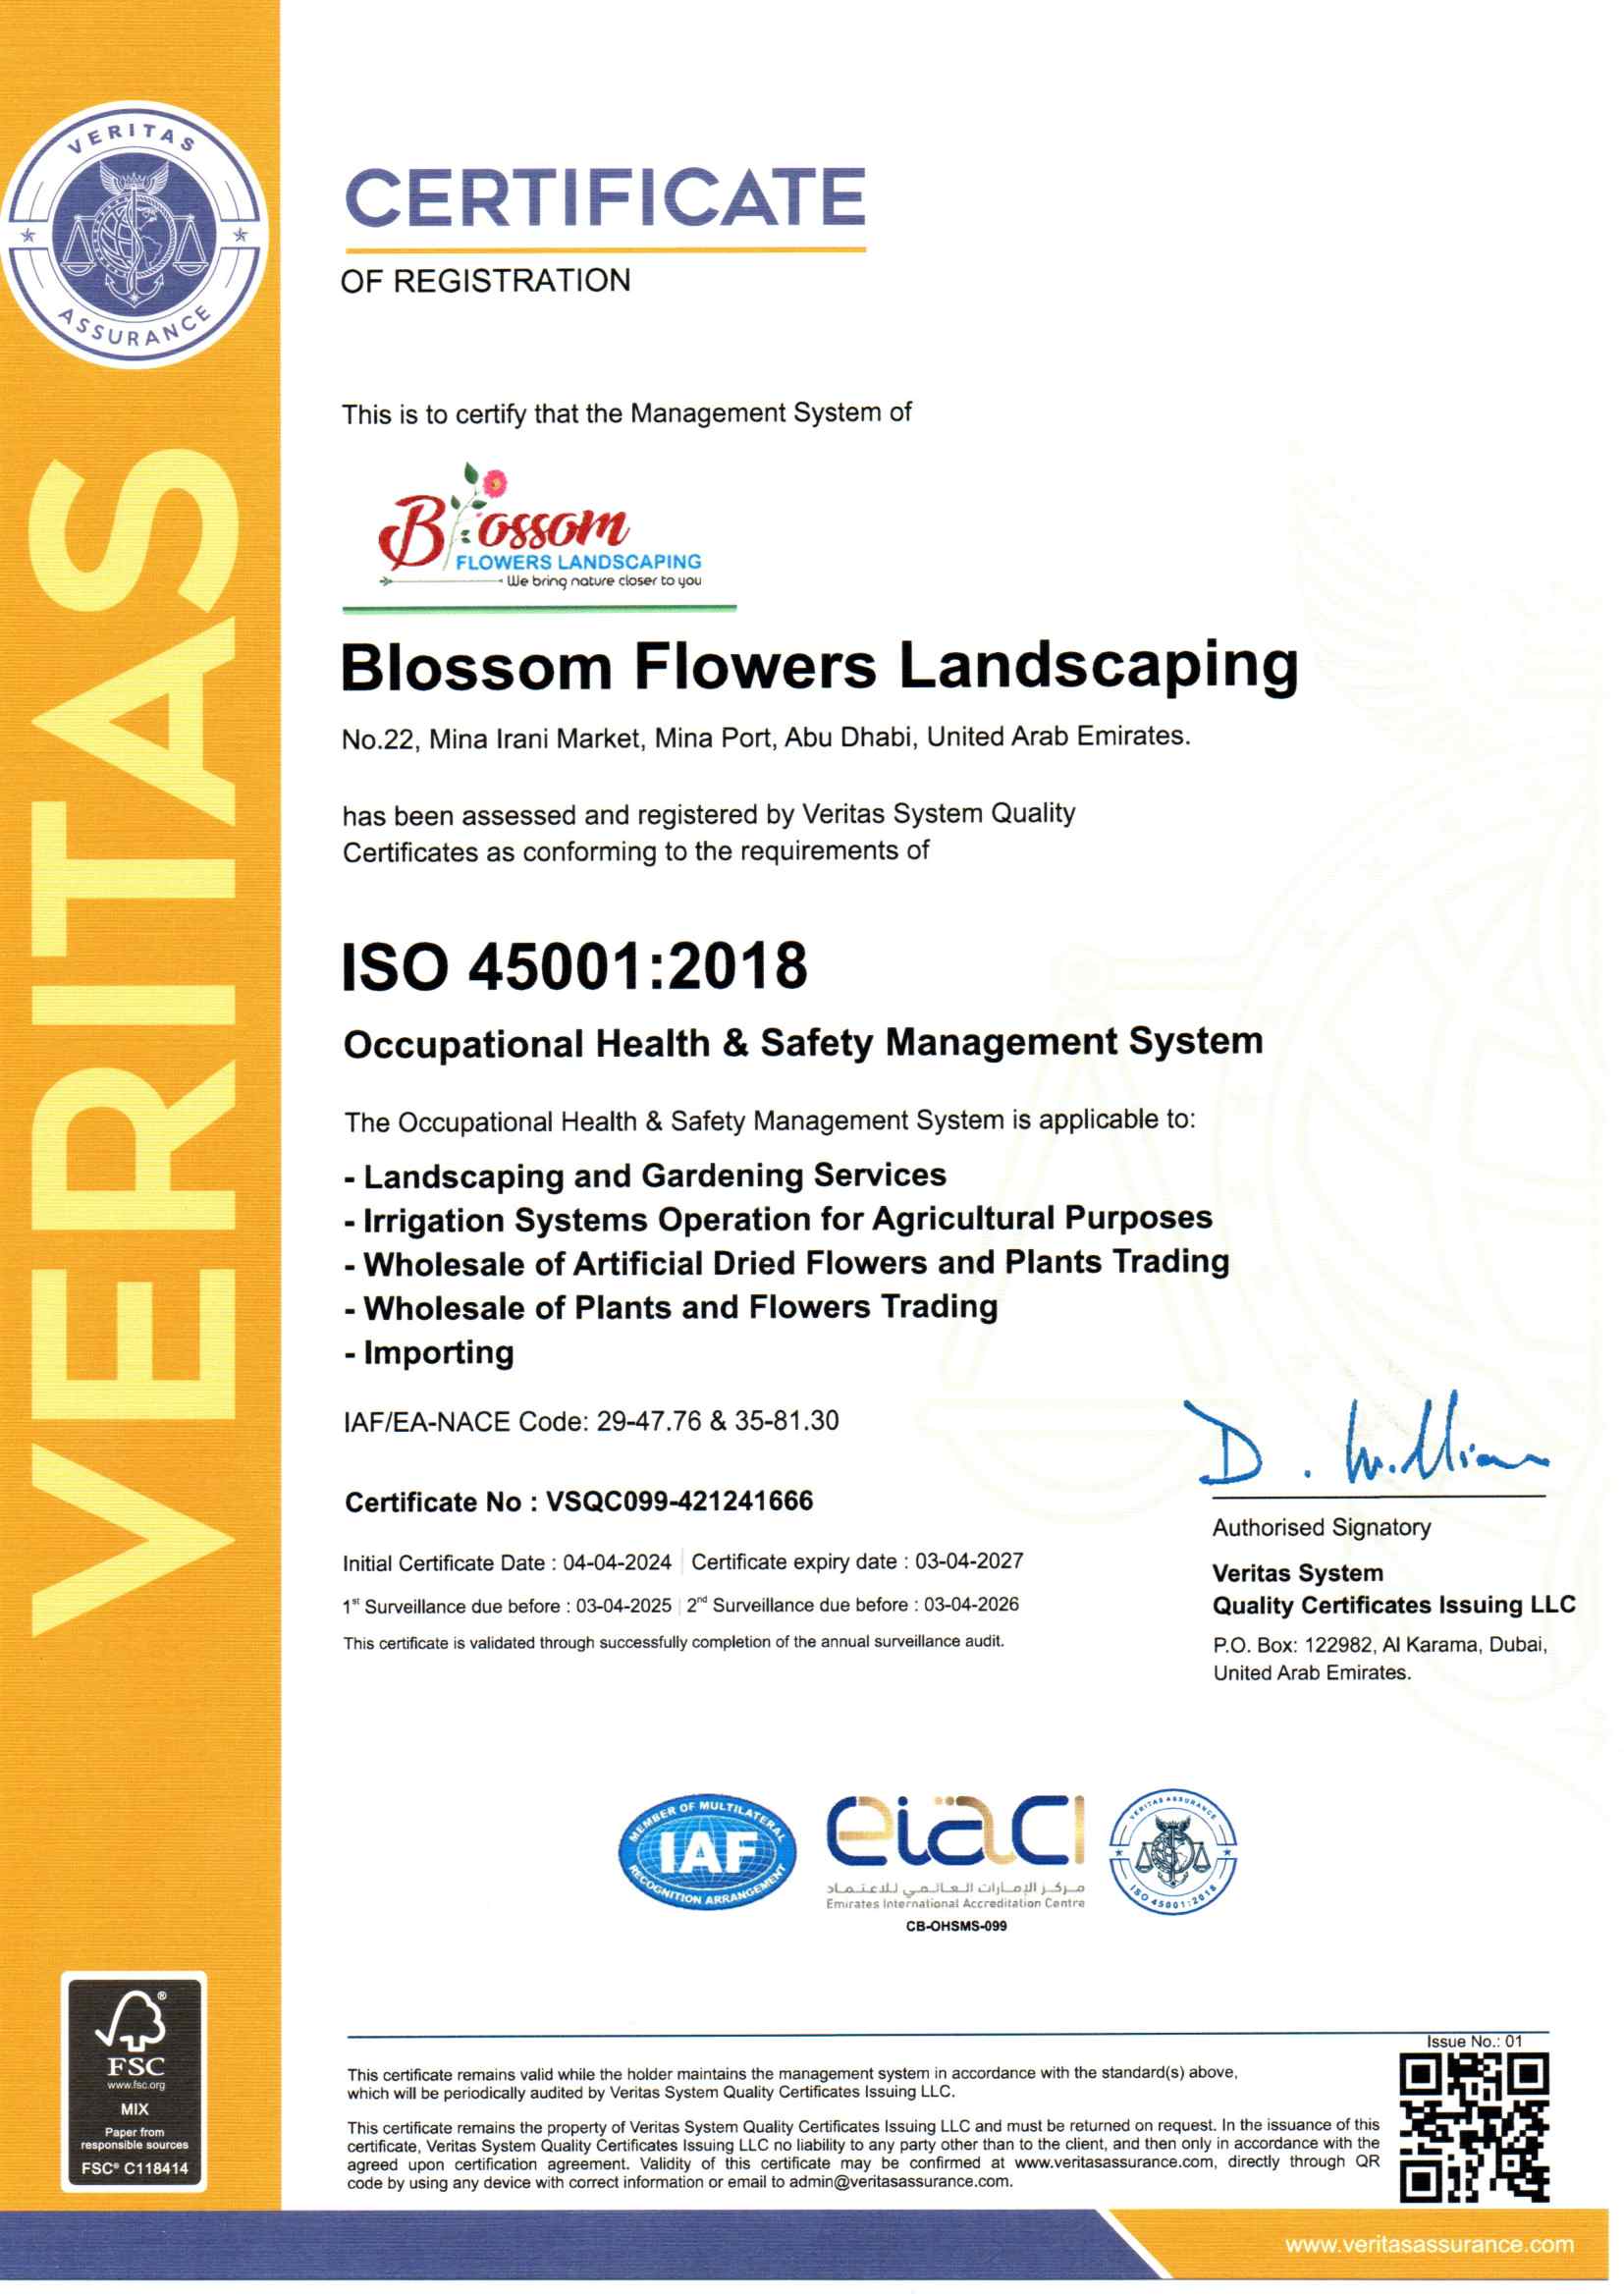 VERITAS
ASSURANCE
VERITAS
CERTIFICATE
OF REGISTRATION
This is to certify that the Management System of
Blossom
FLOWERS LANDSCAPING
We bring nature closer to you
Blossom Flowers Landscaping
No.22, Mina Irani Market, Mina Port, Abu Dhabi, United Arab Emirates.
has been assessed and registered by Veritas System Quality
Certificates as conforming to the requirements of
ISO 45001:2018
Occupational Health & Safety Management System
The Occupational Health & Safety Management System is applicable to:
- Landscaping and Gardening Services
- Irrigation Systems Operation for Agricultural Purposes
- Wholesale of Artificial Dried Flowers and Plants Trading
- Wholesale of Plants and Flowers Trading
- Importing
IAF/EA-NACE Code: 29-47.76 & 35-81.30
Certificate No : VSQC099-421241666
Initial Certificate Date : 04-04-2024 Certificate expiry date : 03-04-2027
1st Surveillance due before : 03-04-2025 2nd Surveillance due before : 03-04-2026
This certificate is validated through successfully completion of the annual surveillance audit.
D. William
Authorised Signatory
Veritas System
Quality Certificates Issuing LLC
P.O. Box: 122982, Al Karama, Dubai,
United Arab Emirates.
MEMBER OF MULTILATERAL
IAF
RECOGNITION ARRANGEMENT
eiac
مركز الإمارات العالمي للاعتماد
Emirates International Accreditation Centre
CB-OHSMS-099
VERITAS ASSURANCE
ISO 45001:2018
FSC®
www.fsc.org
MIX
Paper from
responsible sources
FSC® C118414
Issue No.: 01
This certificate remains valid while the holder maintains the management system in accordance with the standard(s) above,
which will be periodically audited by Veritas System Quality Certificates Issuing LLC.
This certificate remains the property of Veritas System Quality Certificates Issuing LLC and must be returned on request. In the issuance of this
certificate, Veritas System Quality Certificates Issuing LLC no liability to any party other than to the client, and then only in accordance with the
agreed upon certification agreement. Validity of this certificate may be confirmed at www.veritasassurance.com, directly through QR
code by using any device with correct information or email to admin@veritasassurance.com.
www.veritasassurance.com